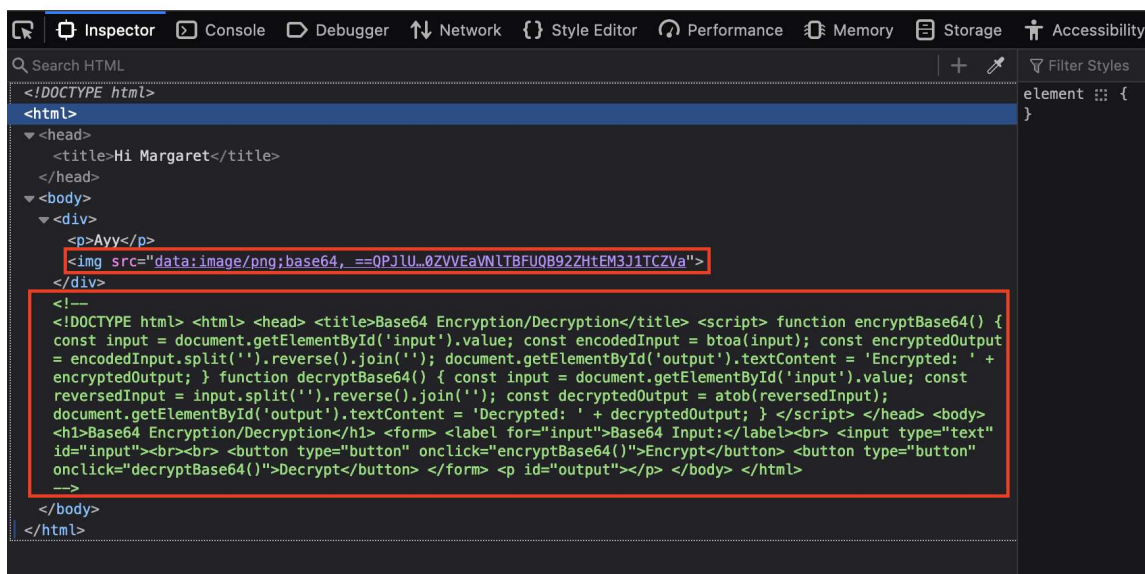 Inspector Console Debugger Network Style Editor Performance Memory Storage Accessibility
Search HTML
Filter Styles
<!DOCTYPE html>
<html>
<head>
<title>Hi Margaret</title>
</head>
<body>
<div>
<p>Ayy</p>
<img src="data:image/png;base64, ==QPJlU…0ZVVEaVNlTBFUQB92ZHtEM3J1TCZVa">
</div>
<!--
<!DOCTYPE html> <html> <head> <title>Base64 Encryption/Decryption</title> <script> function encryptBase64() {
const input = document.getElementById('input').value; const encodedInput = btoa(input); const encryptedOutput
= encodedInput.split('').reverse().join(''); document.getElementById('output').textContent = 'Encrypted: ' +
encryptedOutput; } function decryptBase64() { const input = document.getElementById('input').value; const
reversedInput = input.split('').reverse().join(''); const decryptedOutput = atob(reversedInput);
document.getElementById('output').textContent = 'Decrypted: ' + decryptedOutput; } </script> </head> <body>
<h1>Base64 Encryption/Decryption</h1> <form> <label for="input">Base64 Input:</label><br> <input type="text"
id="input"><br><br> <button type="button" onclick="encryptBase64()">Encrypt</button> <button type="button"
onclick="decryptBase64()">Decrypt</button> </form> <p id="output"></p> </body> </html>
-->
</body>
</html>
element {
}